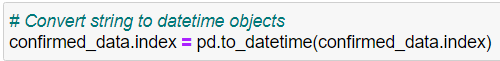 # Convert string to datetime objects
confirmed_data.index = pd.to_datetime(confirmed_data.index)